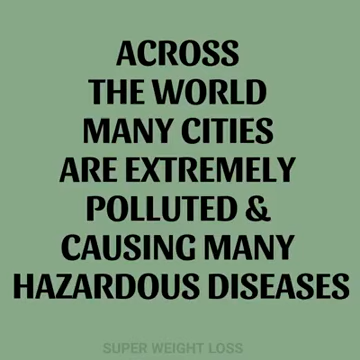 ACROSS
THE WORLD
MANY CITIES
ARE EXTREMELY
POLLUTED &
CAUSING MANY
HAZARDOUS DISEASES
SUPER WEIGHT LOSS